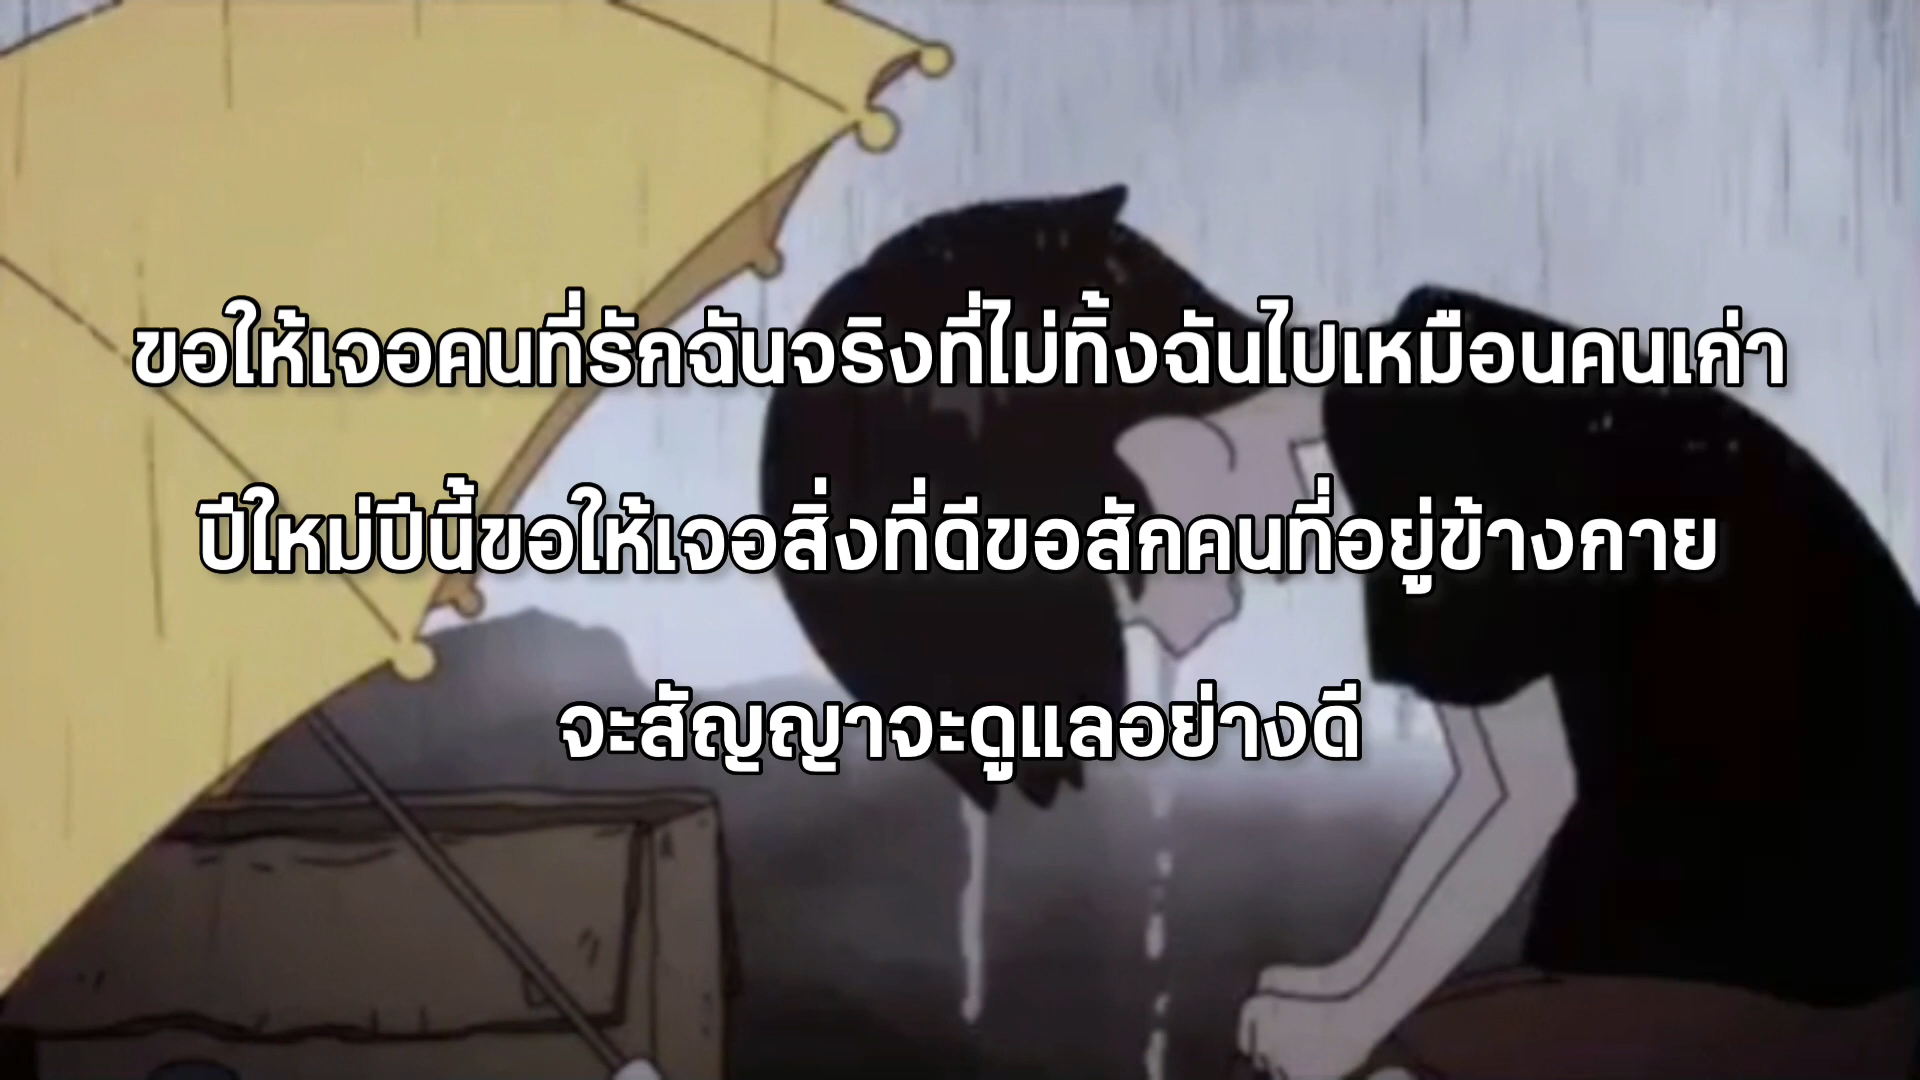 ขอให้เจอคนที่รักฉันจริงที่ไม่ทิ้งฉันไปเหมือนคนเก่า
ปีใหม่ปีนี้ขอให้เจอสิ่งที่ดีขอสักคนที่อยู่ข้างกาย
จะสัญญาจะดูแลอย่างดี